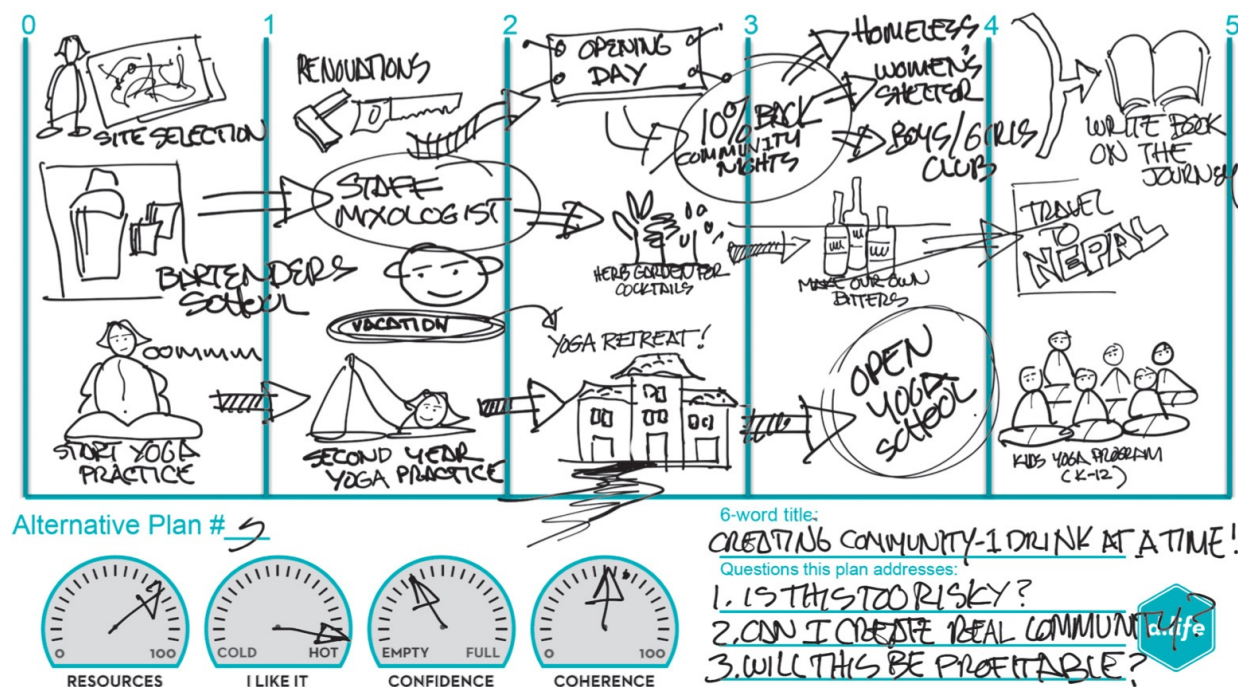 0 1 2 3 4 5
SITE SELECTION
RENOVATIONS
OPENING
DAY
10% BACK
COMMUNITY
NIGHTS
HOMELESS
WOMEN'S
SHELTER
BOYS/GIRLS
CLUB
WRITE BOOK
ON THE
JOURNEY
BARTENDERS
SCHOOL
STAFF
MIXOLOGIST
HERB GARDEN FOR
COCKTAILS
MAKE OUR OWN
BITTERS
TRAVEL
TO
NEPAL
VACATION
OOMMM
START YOGA
PRACTICE
SECOND YEAR
YOGA PRACTICE
YOGA RETREAT!
OPEN
YOGA
SCHOOL
KIDS YOGA PROGRAM
(K-12)
Alternative Plan # 3
0 100
RESOURCES
COLD HOT
I LIKE IT
EMPTY FULL
CONFIDENCE
0 100
COHERENCE
6-word title:
CREATING COMMUNITY-1 DRINK AT A TIME!
Questions this plan addresses:
1. IS THIS TOO RISKY?
2. CAN I CREATE REAL COMMUNITY?
3. WILL THIS BE PROFITABLE?
d.life